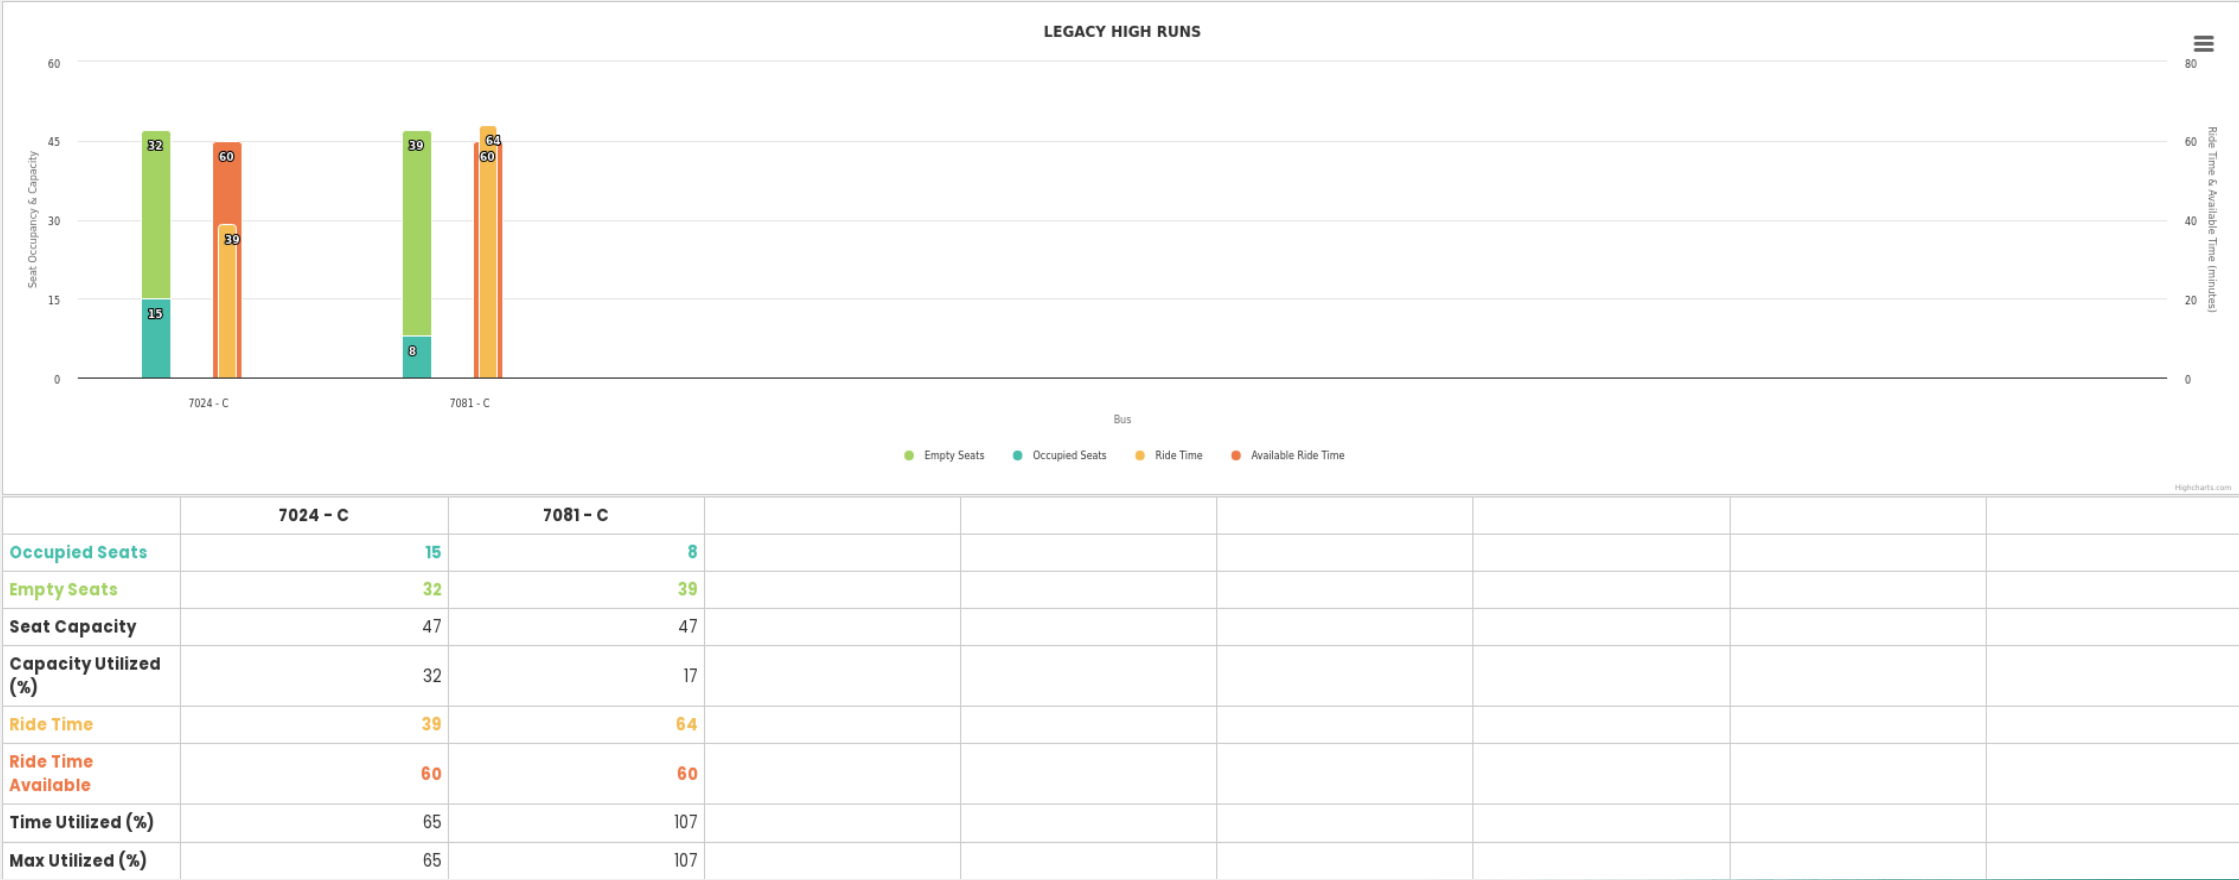 LEGACY HIGH RUNS
60
80
32
39
64
60
60
45
60
30
40
39
15
20
15
8
0
0
Seat Occupancy & Capacity
Ride Time & Available Time (minutes)
7024 - C
7081 - C
Bus
Empty Seats
Occupied Seats
Ride Time
Available Ride Time
Highcharts.com
7024 - C 7081 - C
Occupied Seats 15 8
Empty Seats 32 39
Seat Capacity 47 47
Capacity Utilized
(%) 32 17
Ride Time 39 64
Ride Time
Available 60 60
Time Utilized (%) 65 107
Max Utilized (%) 65 107